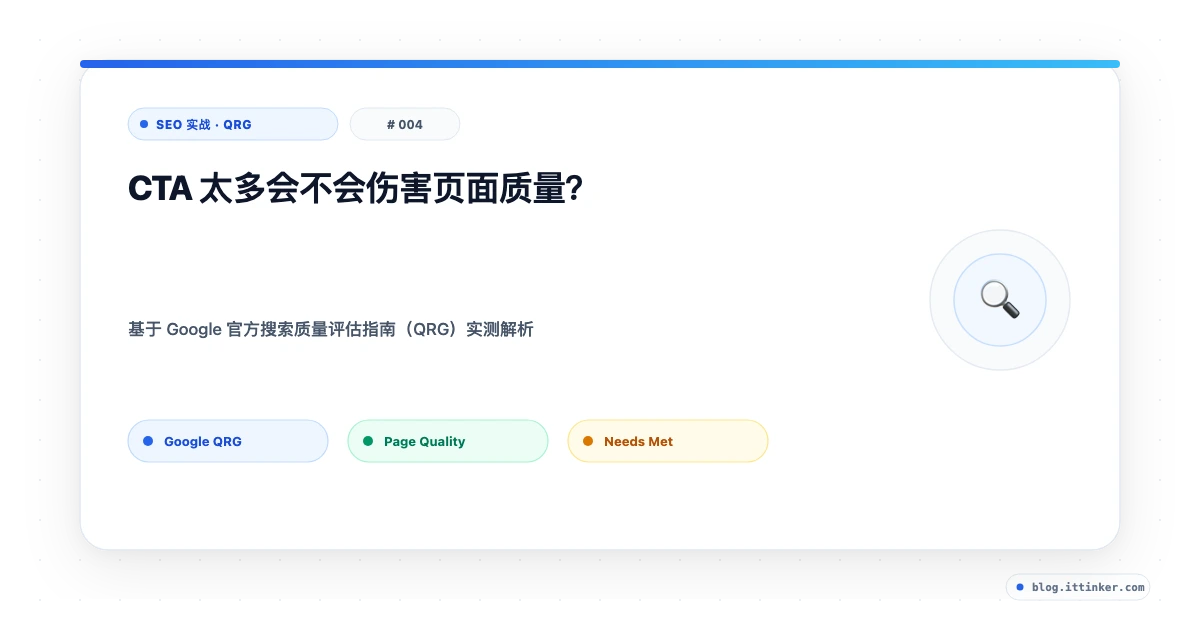 SEO 实战 · QRG
# 004
CTA 太多会不会伤害页面质量?
基于 Google 官方搜索质量评估指南（QRG）实测解析
Google QRG
Page Quality
Needs Met
blog.ittinker.com